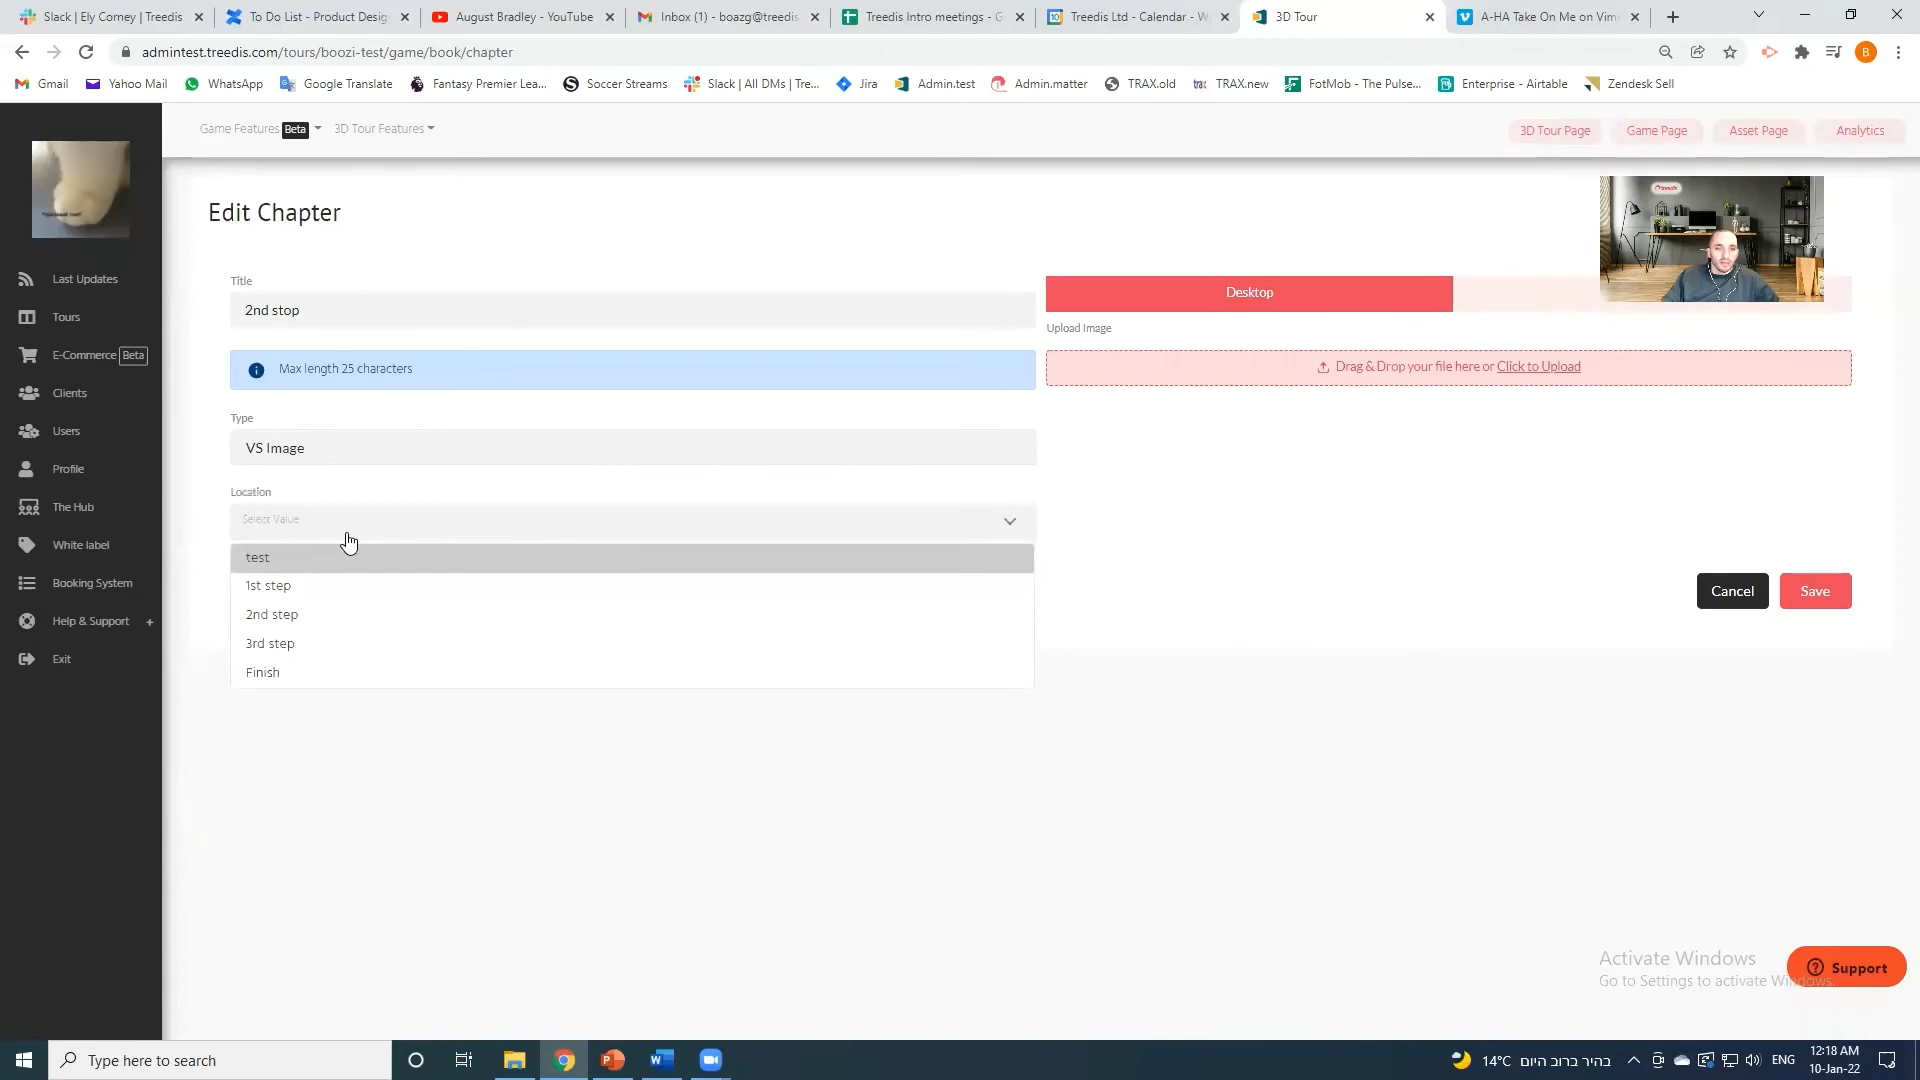 Slack | Ely Corney | Treedis
To Do List - Product Desig
August Bradley - YouTube
Inbox (1) - boazg@treedis
Treedis Intro meetings - G
Treedis Ltd - Calendar - W
3D Tour
A-HA Take On Me on Vim
admintest.treedis.com/tours/boozi-test/game/book/chapter
B
Gmail
Yahoo Mail
WhatsApp
Google Translate
Fantasy Premier Lea...
Soccer Streams
Slack | All DMs | Tre...
Jira
Admin.test
Admin.matter
TRAX.old
TRAX.new
FotMob - The Pulse...
Enterprise - Airtable
Zendesk Sell
Game Features Beta
3D Tour Features
3D Tour Page
Game Page
Asset Page
Analytics
Last Updates
Tours
E-Commerce Beta
Clients
Users
Profile
The Hub
White label
Booking System
Help & Support +
Exit
Edit Chapter
Title
2nd stop
Max length 25 characters
Type
VS Image
Location
Select Value
test
1st step
2nd step
3rd step
Finish
Desktop
Upload Image
Drag & Drop your file here or Click to Upload
Cancel
Save
Activate Windows
Go to Settings to activate Windows.
Support
Type here to search
14°C בהיר ברוב היום
ENG
12:18 AM
10-Jan-22